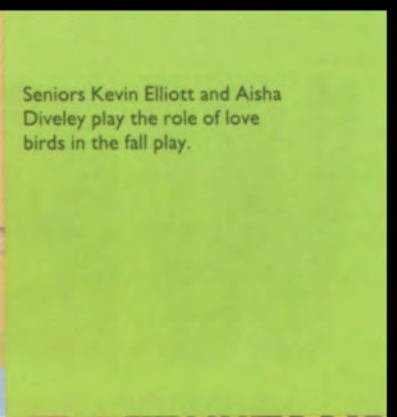 Seniors Kevin Elliott and Aisha
Diveley play the role of love
birds in the fall play.